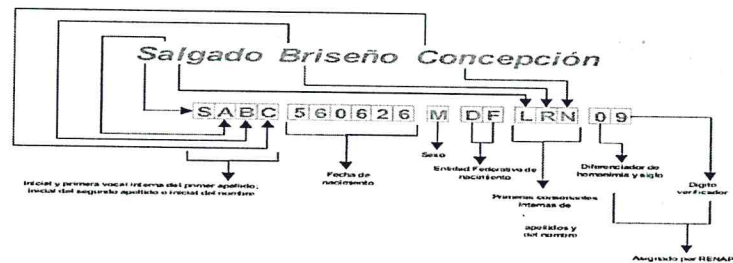 Salgado Briseño Concepción
SABC 560626 M DF LRN 09
Sexo
Fecha de nacimiento
Entidad Federativa de nacimiento
Diferenciador de homonimia y siglo
Dígito verificador
Inicial y primera vocal interna del primer apellido;
inicial del segundo apellido e inicial del nombre
Primeras consonantes
internas de
apellidos y
del nombre
Asignado por RENAP